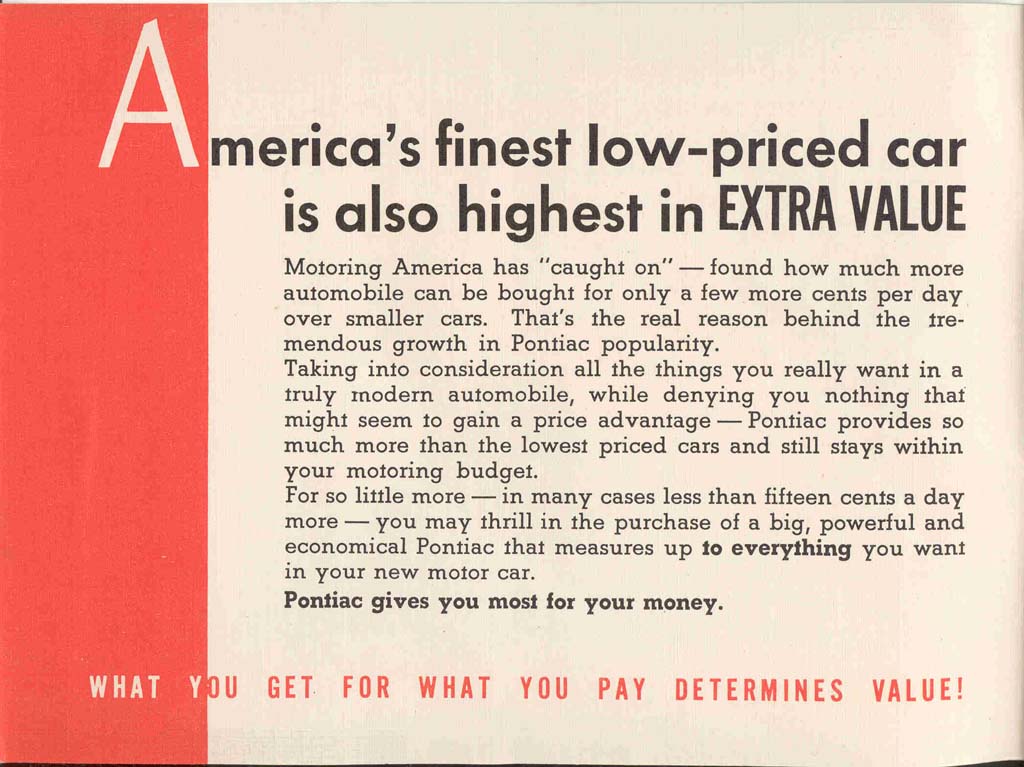 America's finest low-priced car
is also highest in EXTRA VALUE
Motoring America has "caught on" — found how much more
automobile can be bought for only a few more cents per day
over smaller cars. That's the real reason behind the tre-
mendous growth in Pontiac popularity.
Taking into consideration all the things you really want in a
truly modern automobile, while denying you nothing that
might seem to gain a price advantage — Pontiac provides so
much more than the lowest priced cars and still stays within
your motoring budget.
For so little more — in many cases less than fifteen cents a day
more — you may thrill in the purchase of a big, powerful and
economical Pontiac that measures up to everything you want
in your new motor car.
Pontiac gives you most for your money.
WHAT YOU GET FOR WHAT YOU PAY DETERMINES VALUE!